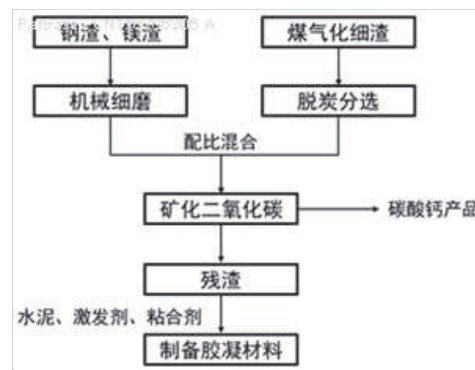 钢渣、镁渣
煤气化细渣
机械细磨
脱炭分选
配比混合
矿化二氧化碳
碳酸钙产品
残渣
水泥、激发剂、粘合剂
制备胶凝材料